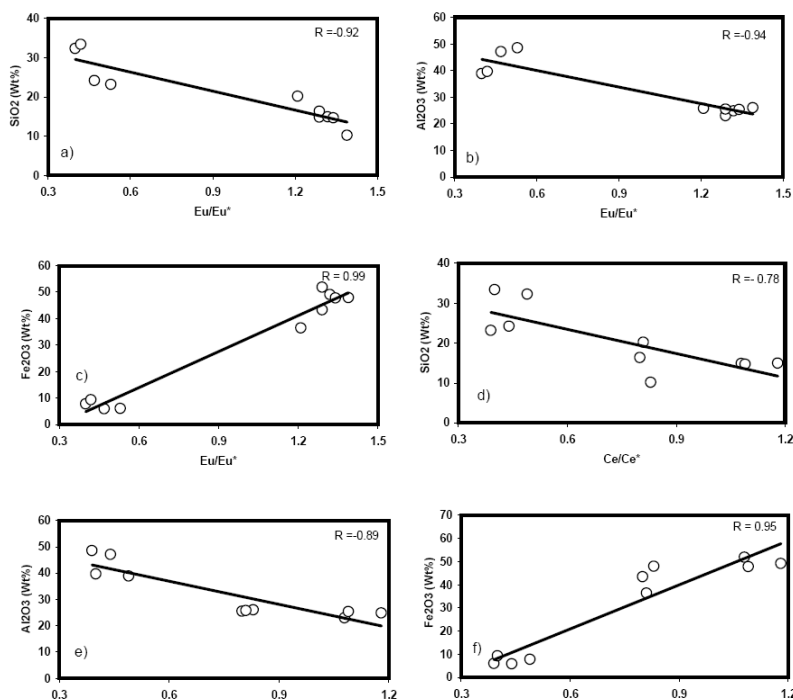 R =-0.92
40
30
20
10
0
SiO2 (Wt%)
a)
0.3 0.6 0.9 1.2 1.5
Eu/Eu*
R =-0.94
60
50
40
30
20
10
0
Al2O3 (Wt%)
b)
0.3 0.6 0.9 1.2 1.5
Eu/Eu*
R = 0.99
60
50
40
30
20
10
0
Fe2O3 (Wt%)
c)
0.3 0.6 0.9 1.2 1.5
Eu/Eu*
R =- 0.78
40
30
20
10
0
SiO2 (Wt%)
d)
0.3 0.6 0.9 1.2
Ce/Ce*
R =-0.89
60
50
40
30
20
10
0
Al2O3 (Wt%)
e)
0.3 0.6 0.9 1.2
R = 0.95
70
60
50
40
30
20
10
0
Fe2O3 (Wt%)
f)
0.3 0.6 0.9 1.2